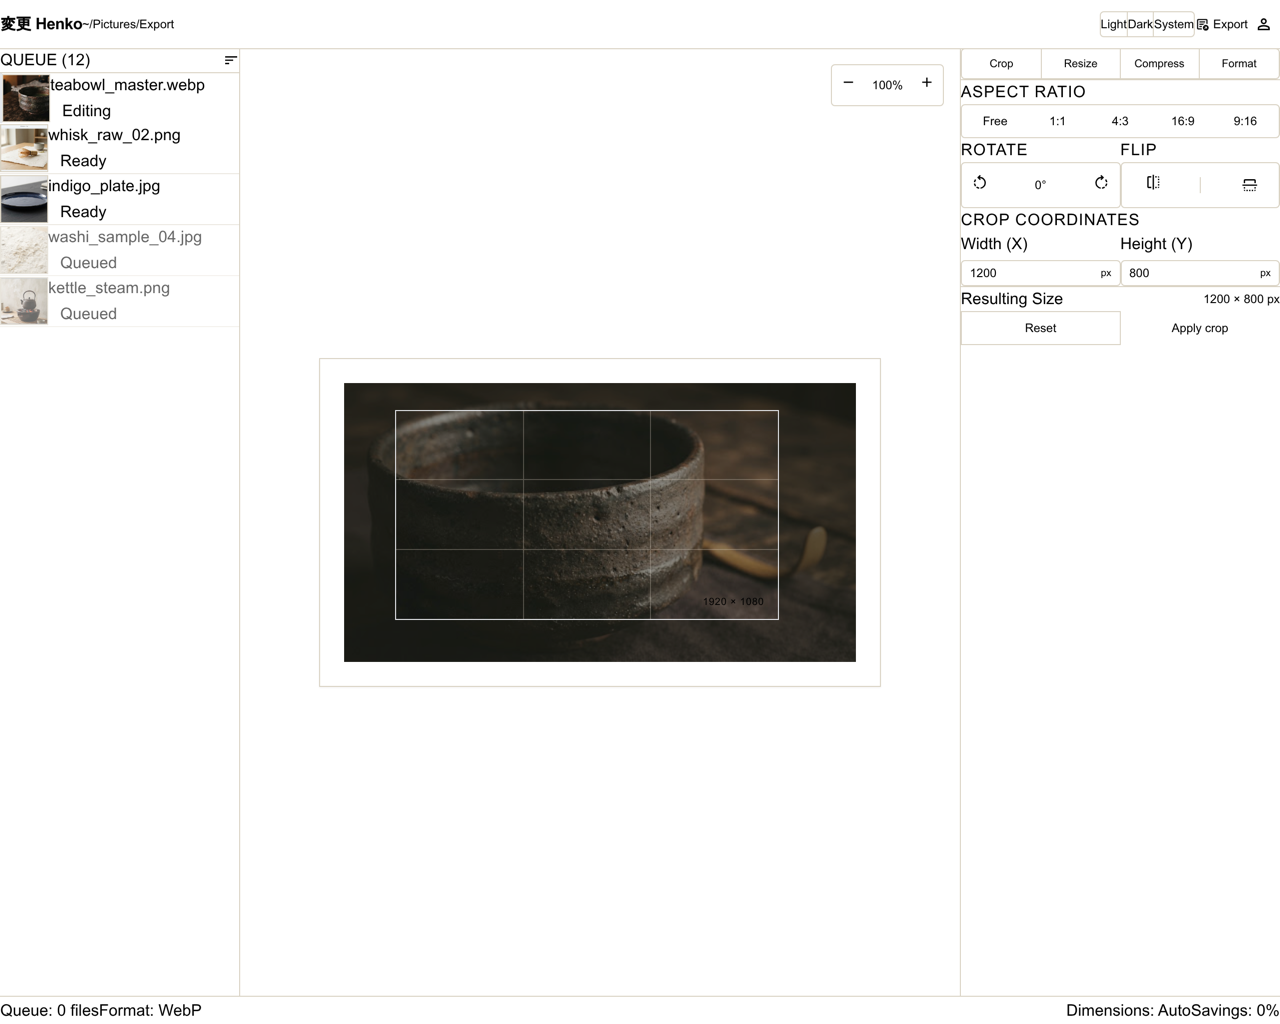 変更 Henko~/Pictures/Export
LightDarkSystem Export
QUEUE (12)
teabowl_master.webp
Editing
whisk_raw_02.png
Ready
indigo_plate.jpg
Ready
washi_sample_04.jpg
Queued
kettle_steam.png
Queued
− 100% +
1920 × 1080
Crop Resize Compress Format
ASPECT RATIO
Free 1:1 4:3 16:9 9:16
ROTATE FLIP
0°
CROP COORDINATES
Width (X) Height (Y)
1200 px 800 px
Resulting Size 1200 × 800 px
Reset Apply crop
Queue: 0 filesFormat: WebP
Dimensions: AutoSavings: 0%